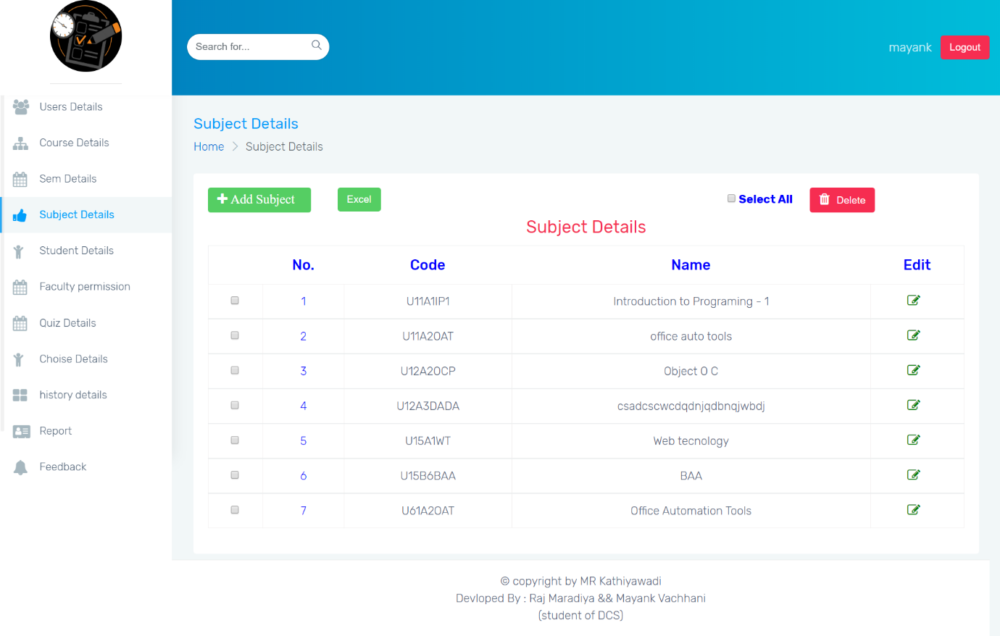 Search for...
mayank
Logout
Users Details
Course Details
Sem Details
Subject Details
Student Details
Faculty permission
Quiz Details
Choise Details
history details
Report
Feedback
Subject Details
Home > Subject Details
Add Subject
Excel
Select All
Delete
Subject Details
No. Code Name Edit
1 U11A1IP1 Introduction to Programing - 1
2 U11A2OAT office auto tools
3 U12A2OCP Object O C
4 U12A3DADA csadcscwcdqdnjqdbnqjwbdj
5 U15A1WT Web tecnology
6 U15B6BAA BAA
7 U61A2OAT Office Automation Tools
© copyright by MR Kathiyawadi
Devloped By : Raj Maradiya && Mayank Vachhani
(student of DCS)